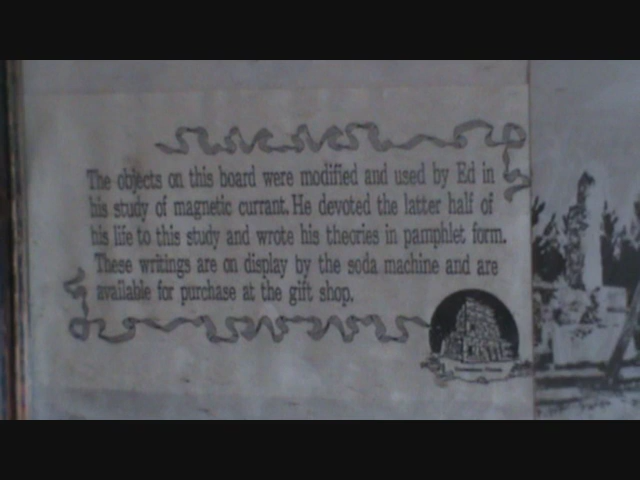 The objects on this board were modified and used by Ed in
his study of magnetic currant. He devoted the latter half of
his life to this study and wrote his theories in pamphlet form.
These writings are on display by the soda machine and are
available for purchase at the gift shop.